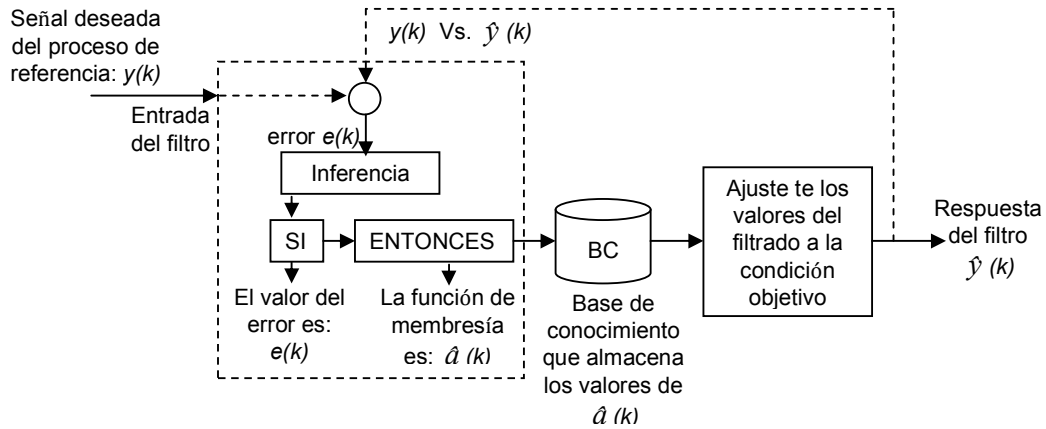 Señal deseada
del proceso de
referencia: y(k)
Entrada
del filtro
y(k) Vs. ŷ (k)
error e(k)
Inferencia
SI
ENTONCES
El valor del
error es:
e(k)
La función de
membresía
es: â (k)
BC
Base de
conocimiento
que almacena
los valores de
â (k)
Ajuste te los
valores del
filtrado a la
condición
objetivo
Respuesta
del filtro
ŷ (k)